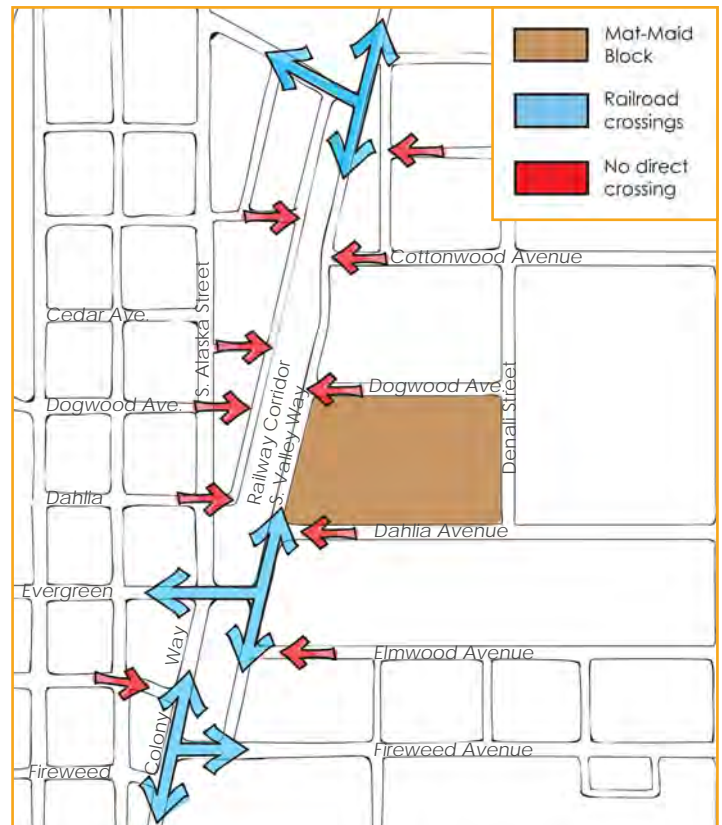 Mat-Maid
Block
Railroad
crossings
No direct
crossing
Cottonwood Avenue
S. Alaska Street
Cedar Ave.
Dogwood Ave.
Dogwood Ave.
Railway Corridor
S. Valley Way
Denali Street
Dahlia
Dahlia Avenue
Evergreen
Way
Elmwood Avenue
Colony
Fireweed Avenue
Fireweed